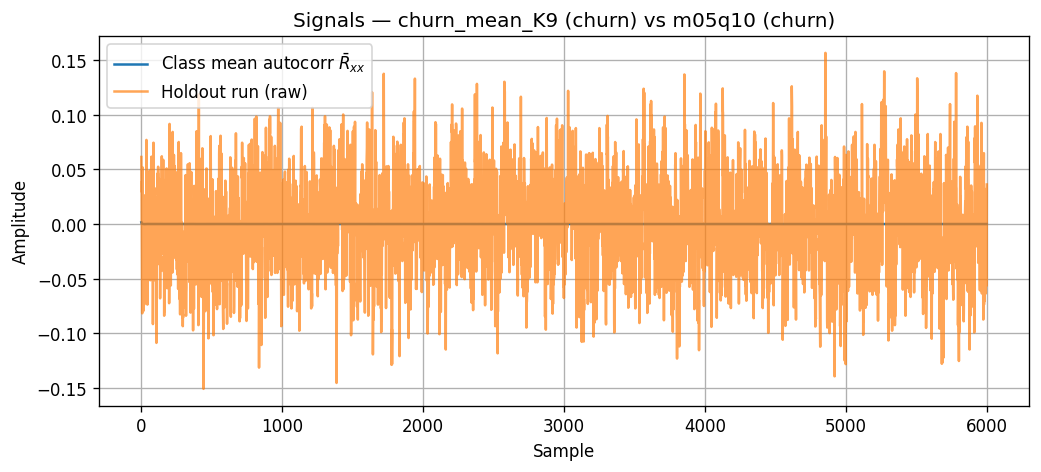 Signals — churn_mean_K9 (churn) vs m05q10 (churn)
Class mean autocorr R̄xx
Holdout run (raw)
0.15
0.10
0.05
0.00
−0.05
−0.10
−0.15
Amplitude
0 1000 2000 3000 4000 5000 6000
Sample